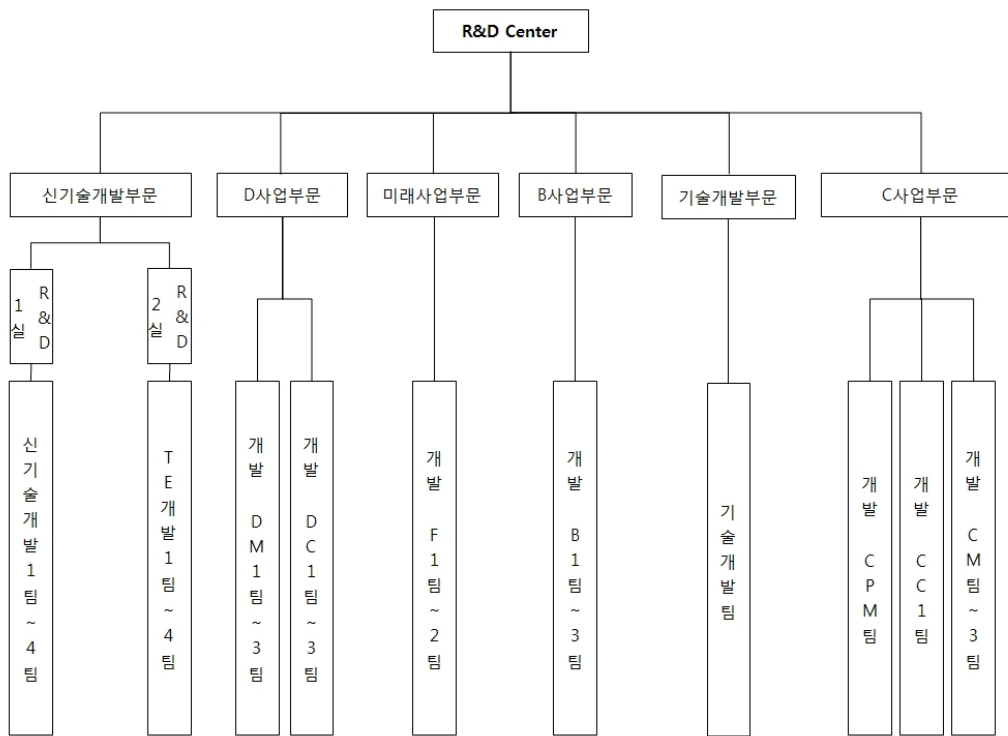 R&D Center
신기술개발부문
D사업부문
미래사업부문
B사업부문
기술개발부문
C사업부문
R&D 1실
R&D 2실
신기술개발1팀~4팀
TE개발1팀~4팀
개발 DM1팀~3팀
개발 DC1팀~3팀
개발 F1팀~2팀
개발 B1팀~3팀
기술개발팀
개발 CPM팀
개발 CC1팀
개발 CM팀~3팀